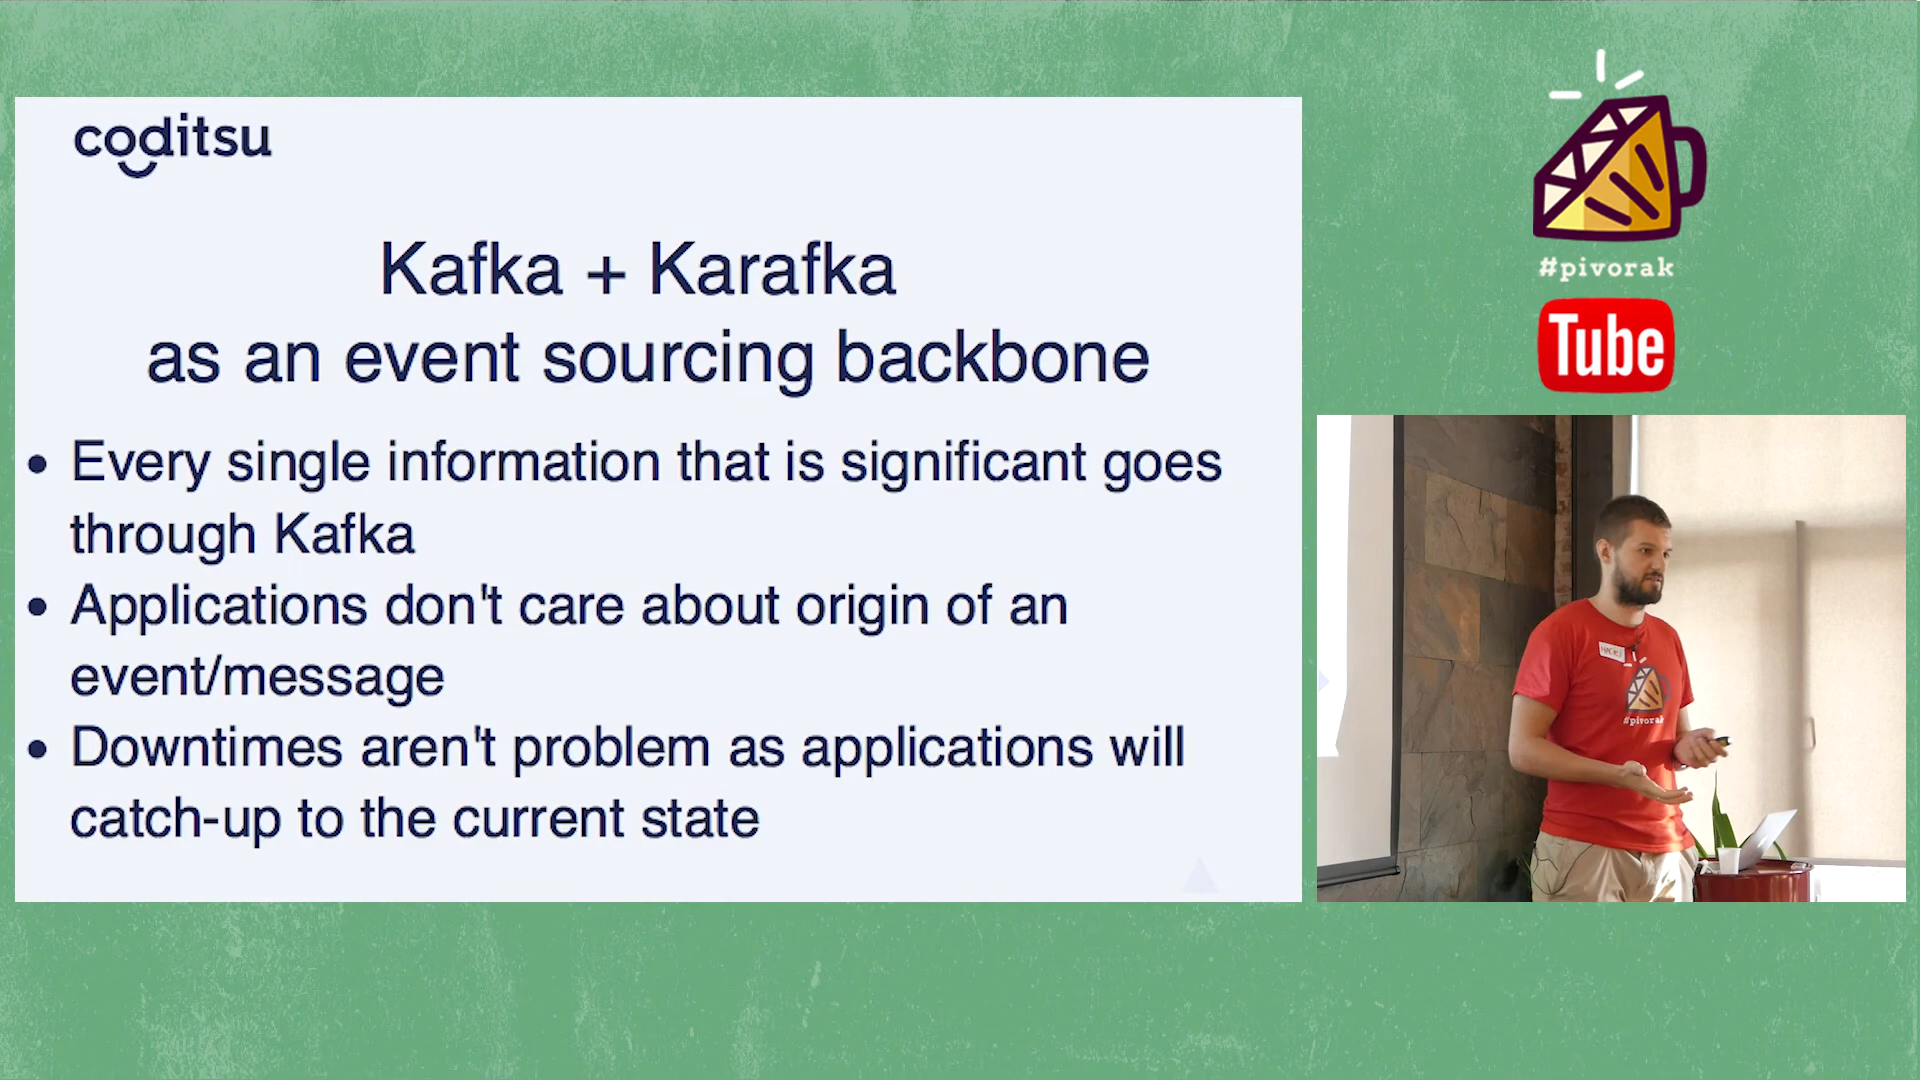 coditsu
Kafka + Karafka
as an event sourcing backbone
• Every single information that is significant goes
through Kafka
• Applications don't care about origin of an
event/message
• Downtimes aren't problem as applications will
catch-up to the current state
#pivorak
Tube
#pivorak